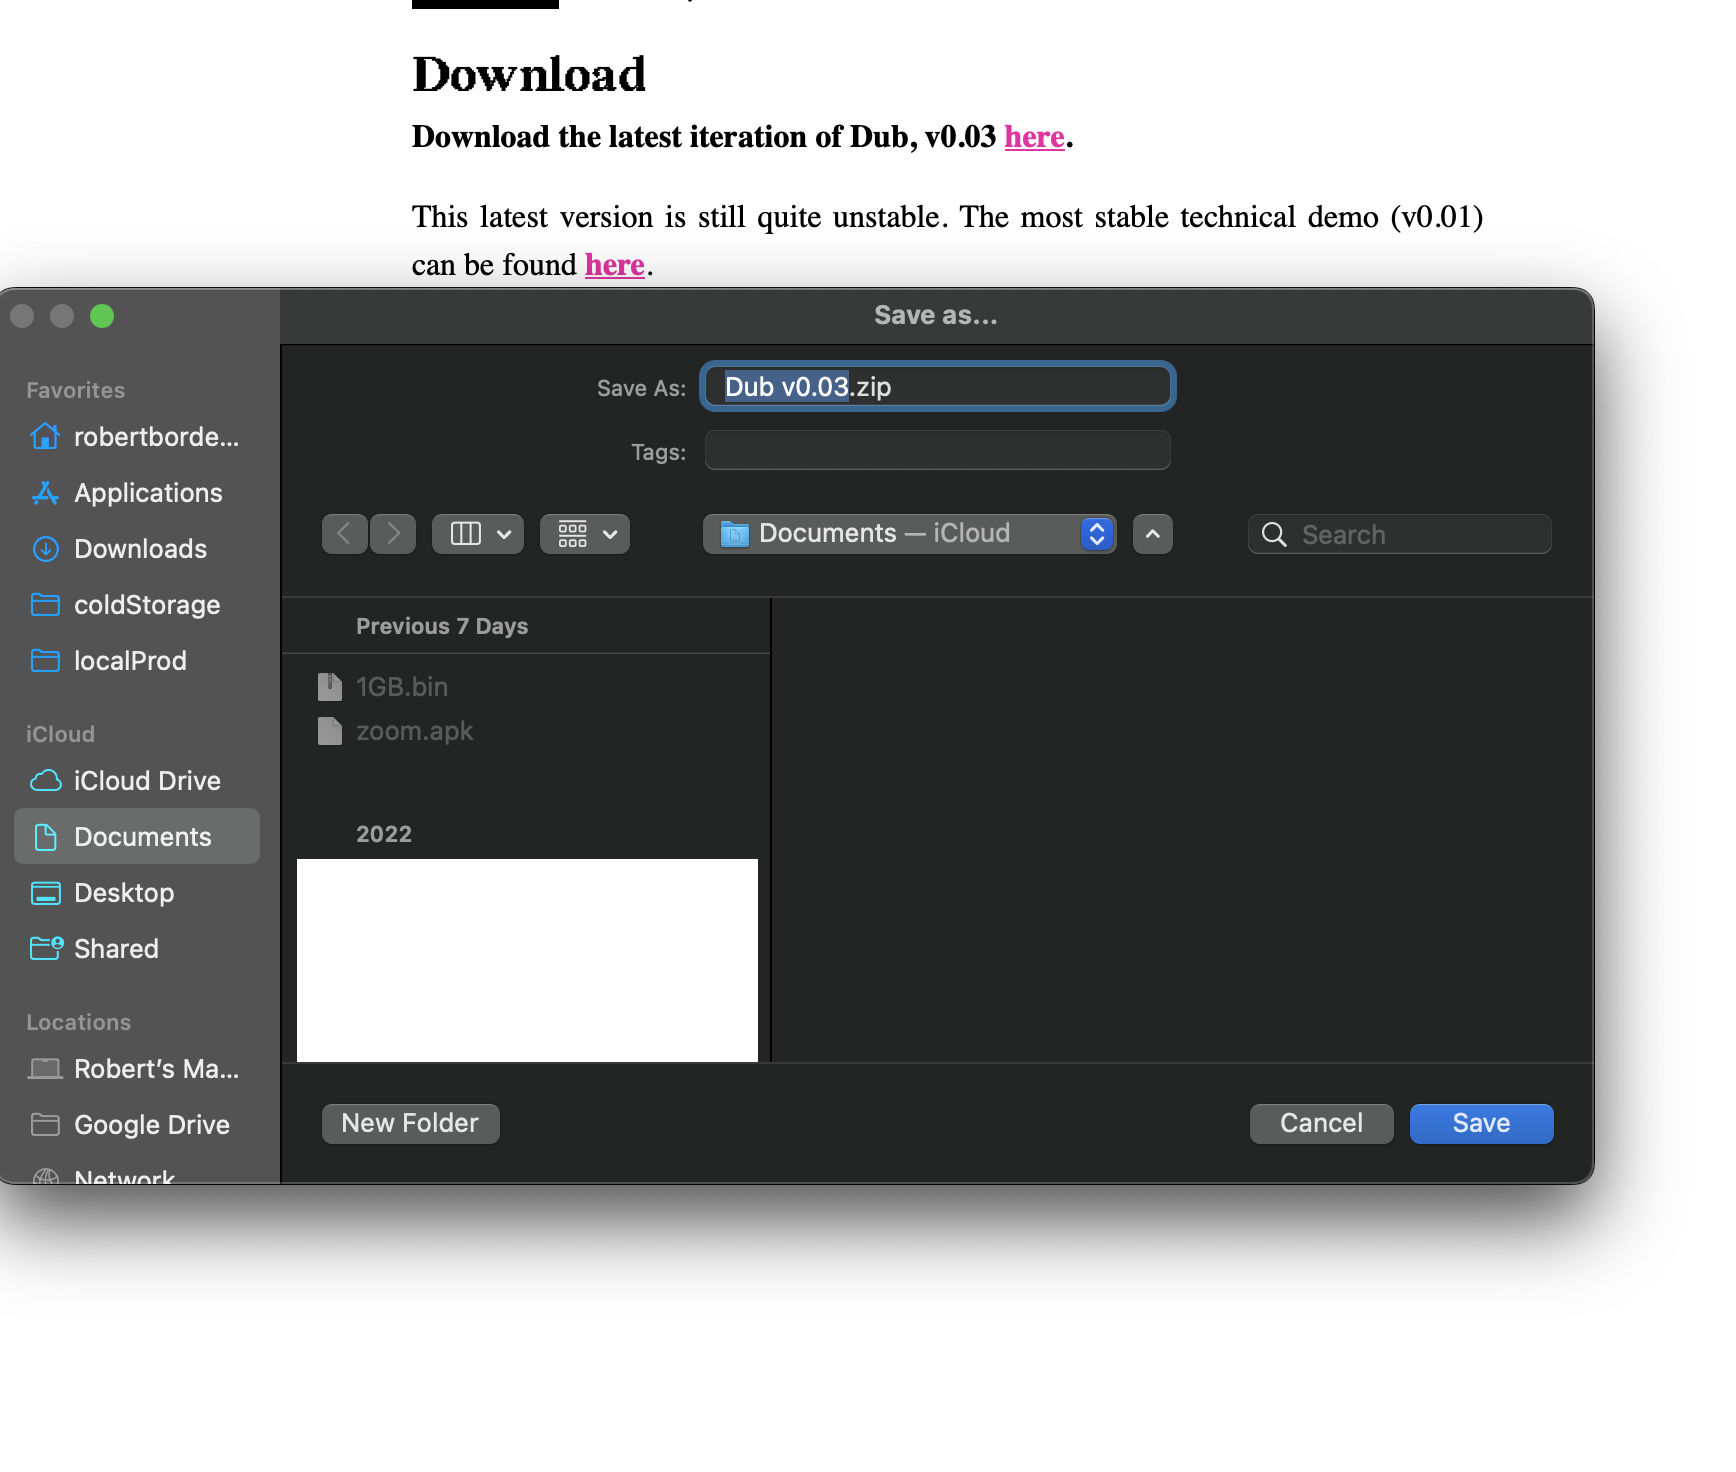 Download
Download the latest iteration of Dub, v0.03 here.
This latest version is still quite unstable. The most stable technical demo (v0.01)
can be found here.
Save as...
Favorites
robertborde...
Applications
Downloads
coldStorage
localProd
iCloud
iCloud Drive
Documents
Desktop
Shared
Locations
Robert's Ma...
Google Drive
Network
Save As: Dub v0.03.zip
Tags:
Documents — iCloud
Search
Previous 7 Days
1GB.bin
zoom.apk
2022
New Folder
Cancel
Save